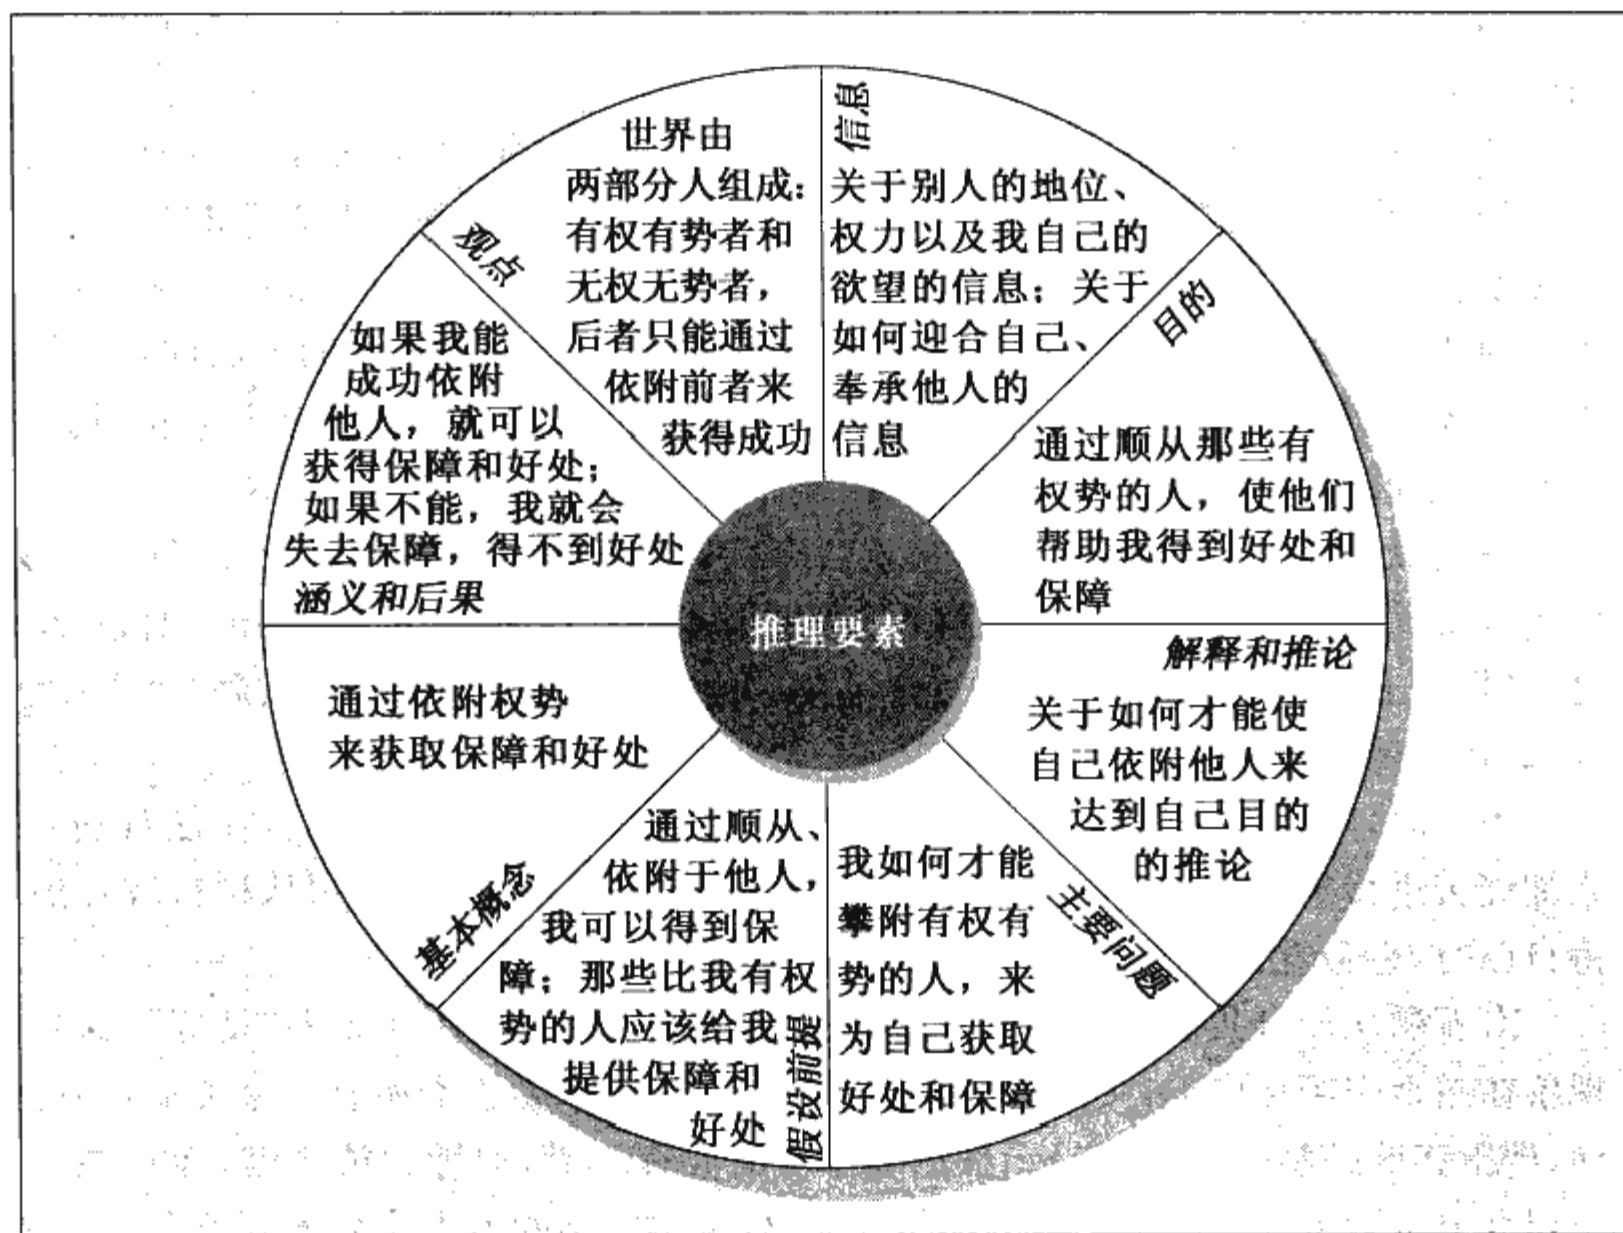 信息
关于别人的地位、
权力以及我自己的
欲望的信息；关于
如何迎合自己、
奉承他人的
信息
目的
通过顺从那些有
权势的人，使他们
帮助我得到好处和
保障
解释和推论
关于如何才能使
自己依附他人来
达到自己目的
的推论
主要问题
我如何才能
攀附有权有
势的人，来
为自己获取
好处和保障
假设前提
通过顺从、
依附于他人，
我可以得到保
障；那些比我有权
势的人应该给我
提供保障和
好处
基本概念
通过依附权势
来获取保障和好处
涵义和后果
如果我能
成功依附
他人，就可以
获得保障和好处；
如果不能，我就会
失去保障，得不到好处
观点
世界由
两部分人组成：
有权有势者和
无权无势者，
后者只能通过
依附前者来
获得成功
推理要素